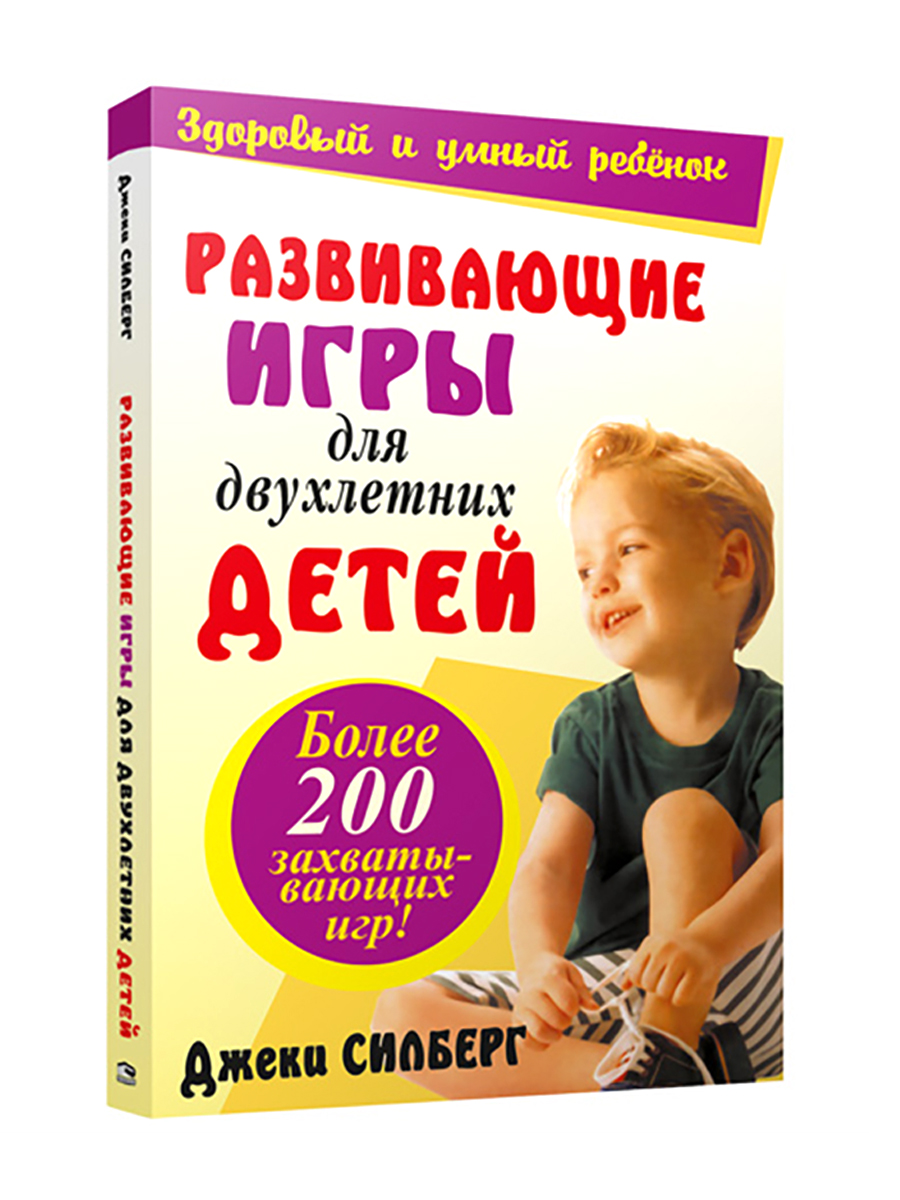 Здоровый и умный ребёнок
РАЗВИВАЮЩИЕ
ИГРЫ
для
двухлетних
ДЕТЕЙ
Более
200
захваты-
вающих
игр!
Джеки СИЛБЕРГ
Джеки СИЛБЕРГ РАЗВИВАЮЩИЕ ИГРЫ ДЛЯ ДВУХЛЕТНИХ ДЕТЕЙ